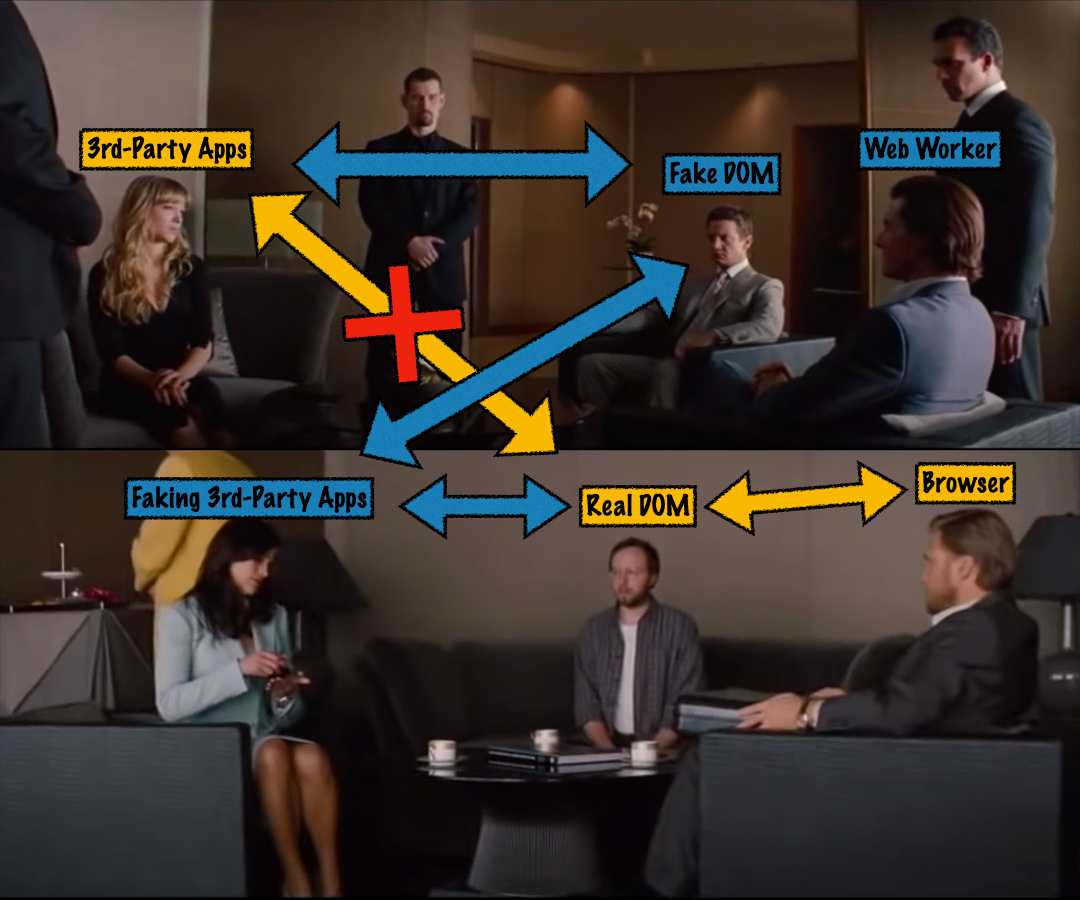 3rd-Party Apps
Web Worker
Fake DOM
Faking 3rd-Party Apps
Real DOM
Browser